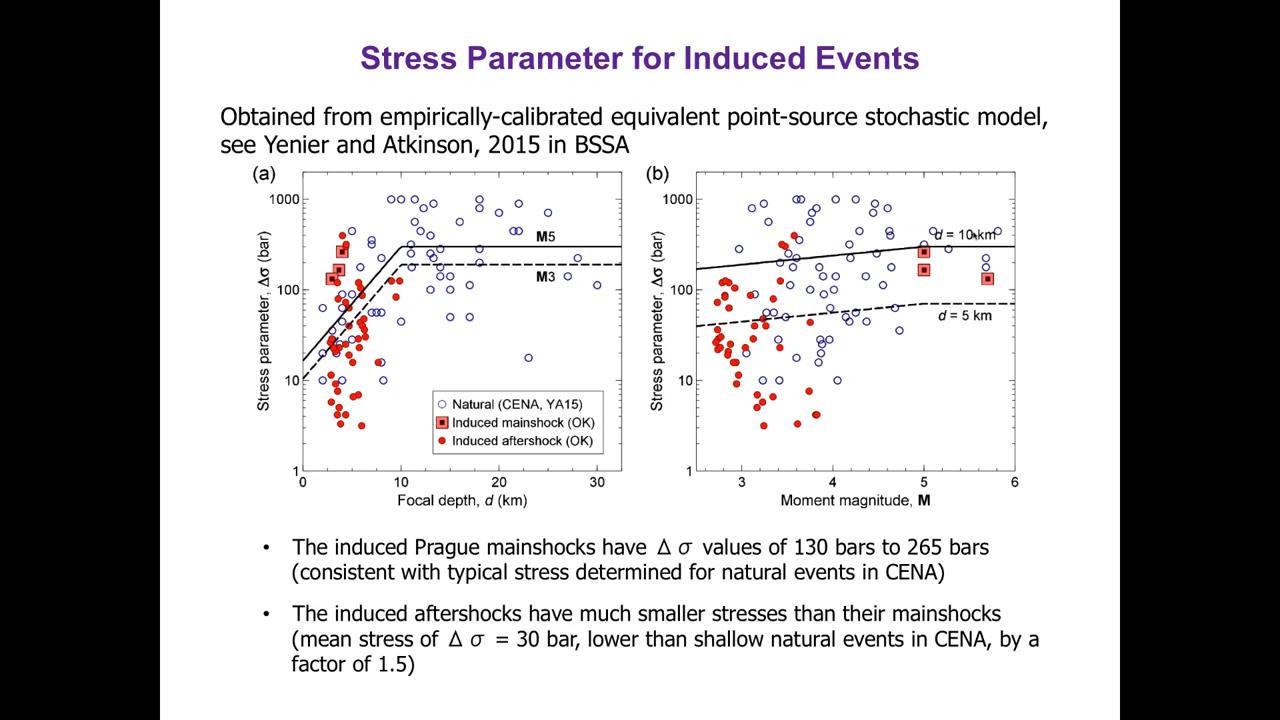 Stress Parameter for Induced Events
Obtained from empirically-calibrated equivalent point-source stochastic model,
see Yenier and Atkinson, 2015 in BSSA
(a)
Stress parameter, Δσ (bar)
1000
100
10
1
M5
M3
Natural (CENA, YA15)
Induced mainshock (OK)
Induced aftershock (OK)
0 10 20 30
Focal depth, d (km)
(b)
Stress parameter, Δσ (bar)
1000
100
10
1
d = 10 km
d = 5 km
3 4 5 6
Moment magnitude, M
• The induced Prague mainshocks have Δ σ values of 130 bars to 265 bars
(consistent with typical stress determined for natural events in CENA)
• The induced aftershocks have much smaller stresses than their mainshocks
(mean stress of Δ σ = 30 bar, lower than shallow natural events in CENA, by a
factor of 1.5)